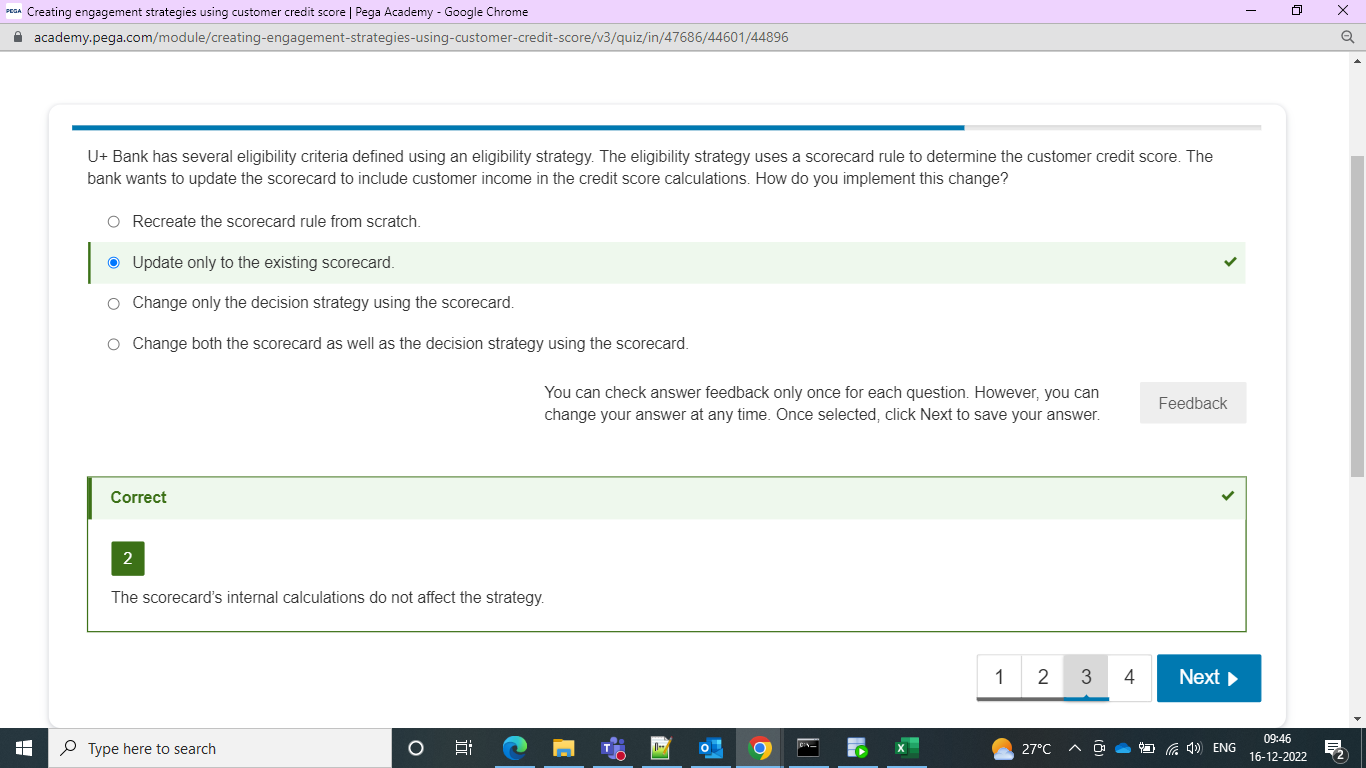 PEGA Creating engagement strategies using customer credit score | Pega Academy - Google Chrome
academy.pega.com/module/creating-engagement-strategies-using-customer-credit-score/v3/quiz/in/47686/44601/44896
U+ Bank has several eligibility criteria defined using an eligibility strategy. The eligibility strategy uses a scorecard rule to determine the customer credit score. The
bank wants to update the scorecard to include customer income in the credit score calculations. How do you implement this change?
Recreate the scorecard rule from scratch.
Update only to the existing scorecard.
Change only the decision strategy using the scorecard.
Change both the scorecard as well as the decision strategy using the scorecard.
You can check answer feedback only once for each question. However, you can
change your answer at any time. Once selected, click Next to save your answer.
Feedback
Correct
2
The scorecard's internal calculations do not affect the strategy.
1 2 3 4 Next
Type here to search
27°C
ENG
09:46
16-12-2022
2